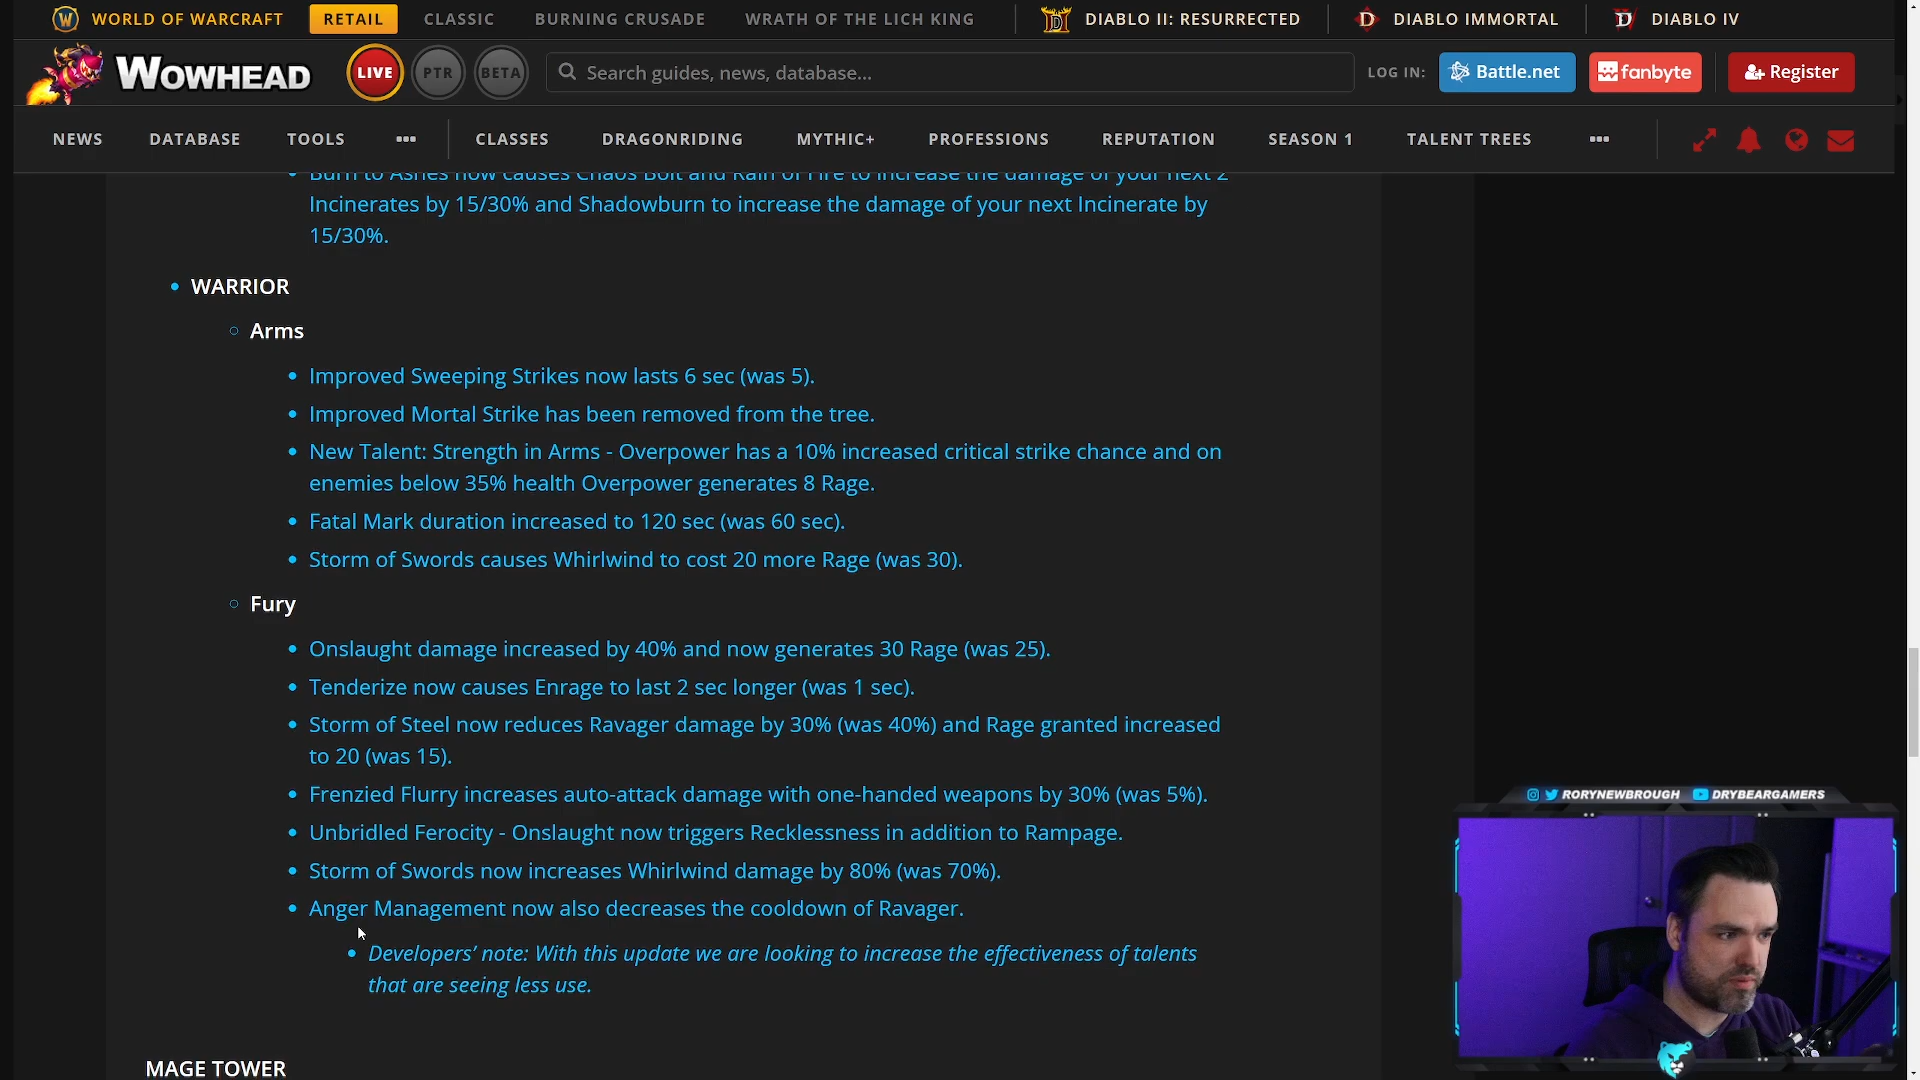 WORLD OF WARCRAFT RETAIL CLASSIC BURNING CRUSADE WRATH OF THE LICH KING DIABLO II: RESURRECTED DIABLO IMMORTAL DIABLO IV
WOWHEAD LIVE PTR BETA Search guides, news, database... LOG IN: Battle.net fanbyte Register
NEWS DATABASE TOOLS ••• CLASSES DRAGONRIDING MYTHIC+ PROFESSIONS REPUTATION SEASON 1 TALENT TREES •••
Burn to Ashes now causes Chaos Bolt and Rain of Fire to increase the damage of your next 2
Incinerates by 15/30% and Shadowburn to increase the damage of your next Incinerate by
15/30%.
WARRIOR
Arms
Improved Sweeping Strikes now lasts 6 sec (was 5).
Improved Mortal Strike has been removed from the tree.
New Talent: Strength in Arms - Overpower has a 10% increased critical strike chance and on
enemies below 35% health Overpower generates 8 Rage.
Fatal Mark duration increased to 120 sec (was 60 sec).
Storm of Swords causes Whirlwind to cost 20 more Rage (was 30).
Fury
Onslaught damage increased by 40% and now generates 30 Rage (was 25).
Tenderize now causes Enrage to last 2 sec longer (was 1 sec).
Storm of Steel now reduces Ravager damage by 30% (was 40%) and Rage granted increased
to 20 (was 15).
Frenzied Flurry increases auto-attack damage with one-handed weapons by 30% (was 5%).
Unbridled Ferocity - Onslaught now triggers Recklessness in addition to Rampage.
Storm of Swords now increases Whirlwind damage by 80% (was 70%).
Anger Management now also decreases the cooldown of Ravager.
Developers’ note: With this update we are looking to increase the effectiveness of talents
that are seeing less use.
MAGE TOWER
RORYNEWBROUGH DRYBEARGAMERS